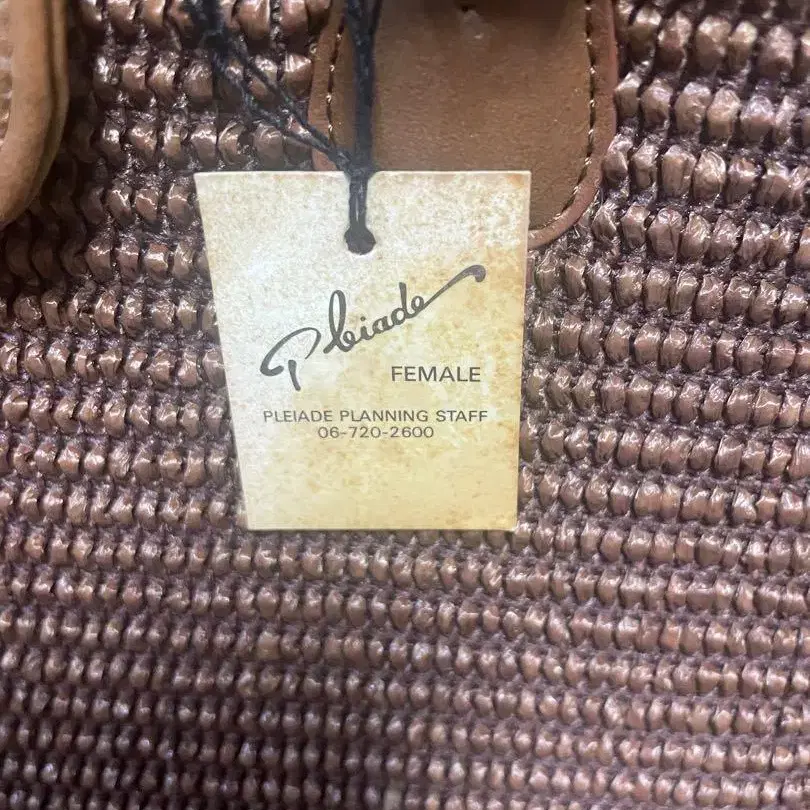 Pleiade
FEMALE
PLEIADE PLANNING STAFF
06-720-2600